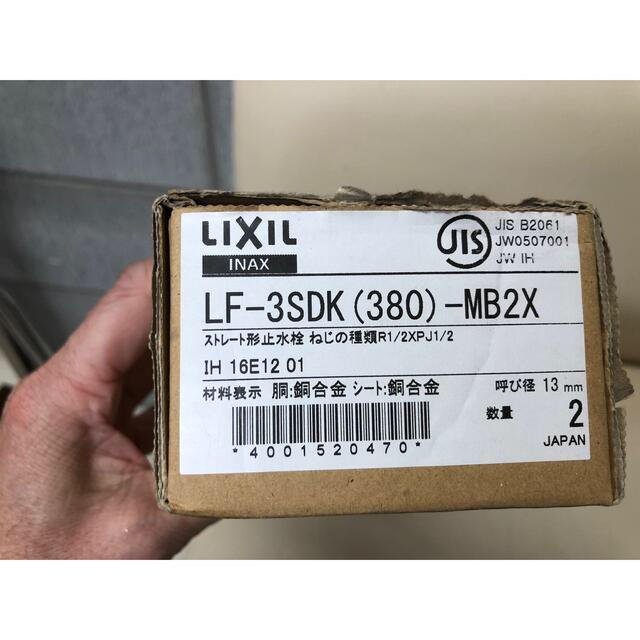 LIXIL
INAX
JIS
JIS B2061
JW0507001
JW IH
LF-3SDK(380)-MB2X
ストレート形止水栓 ねじの種類R1/2XPJ1/2
IH 16E12 01
材料表示 胴:銅合金 シート:銅合金 呼び径 13 mm
数量 2
*4001520470*
JAPAN